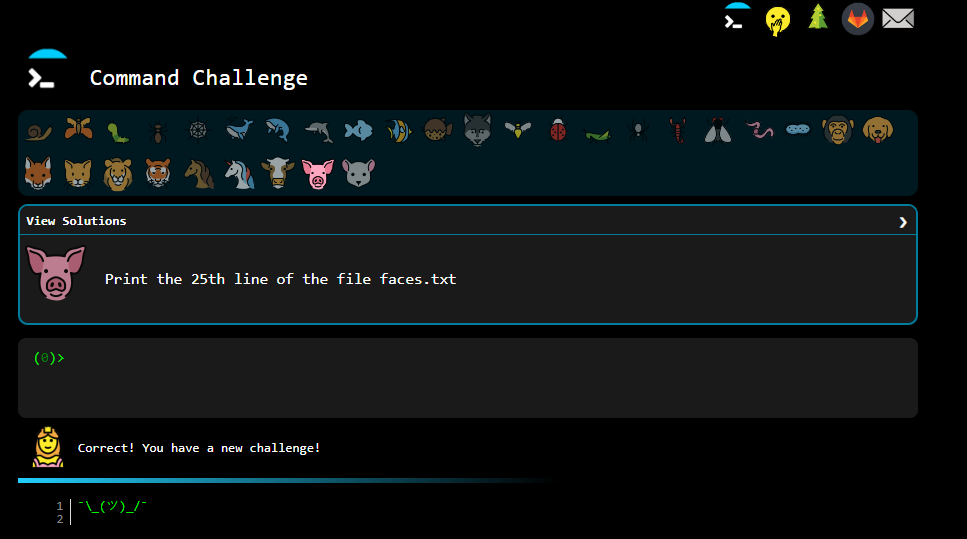 Command Challenge
View Solutions
Print the 25th line of the file faces.txt
(0)>
Correct! You have a new challenge!
1 ¯\_(ツ)_/¯
2